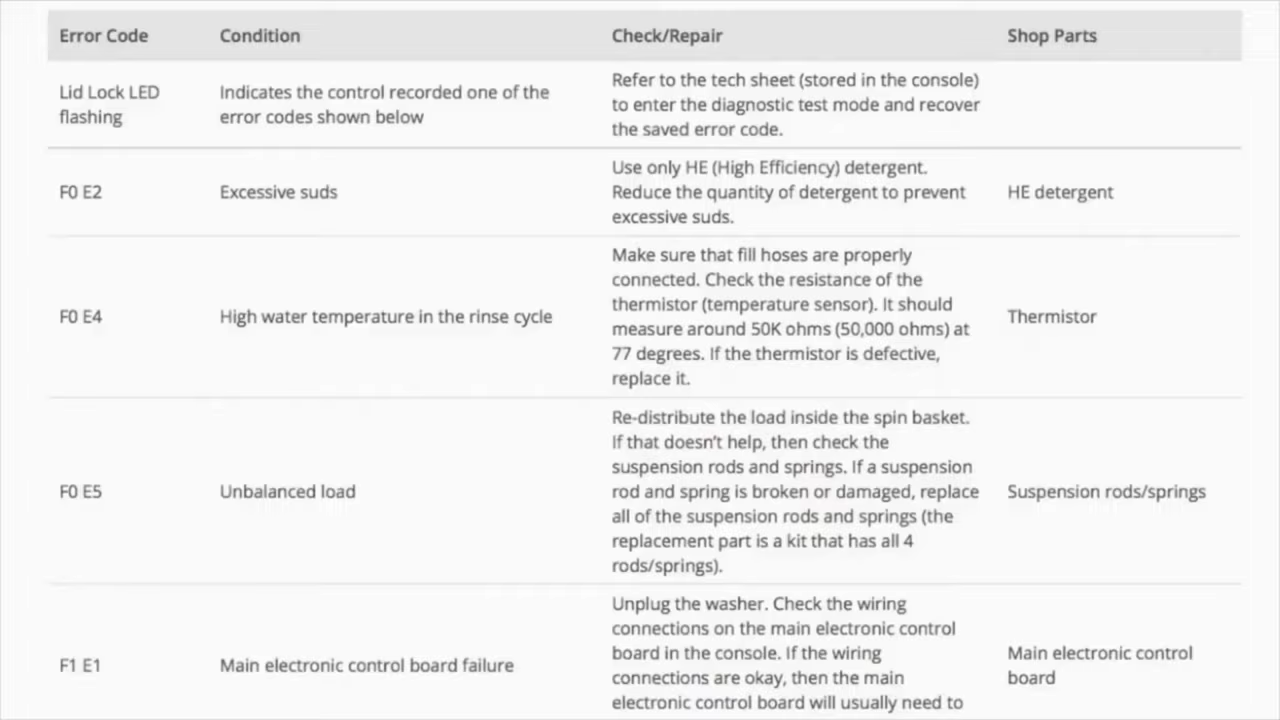 Error Code Condition Check/Repair Shop Parts
Lid Lock LED
flashing
Indicates the control recorded one of the
error codes shown below
Refer to the tech sheet (stored in the console)
to enter the diagnostic test mode and recover
the saved error code.
F0 E2
Excessive suds
Use only HE (High Efficiency) detergent.
Reduce the quantity of detergent to prevent
excessive suds.
HE detergent
F0 E4
High water temperature in the rinse cycle
Make sure that fill hoses are properly
connected. Check the resistance of the
thermistor (temperature sensor). It should
measure around 50K ohms (50,000 ohms) at
77 degrees. If the thermistor is defective,
replace it.
Thermistor
F0 E5
Unbalanced load
Re-distribute the load inside the spin basket.
If that doesn't help, then check the
suspension rods and springs. If a suspension
rod and spring is broken or damaged, replace
all of the suspension rods and springs (the
replacement part is a kit that has all 4
rods/springs).
Suspension rods/springs
F1 E1
Main electronic control board failure
Unplug the washer. Check the wiring
connections on the main electronic control
board in the console. If the wiring
connections are okay, then the main
electronic control board will usually need to
Main electronic control
board